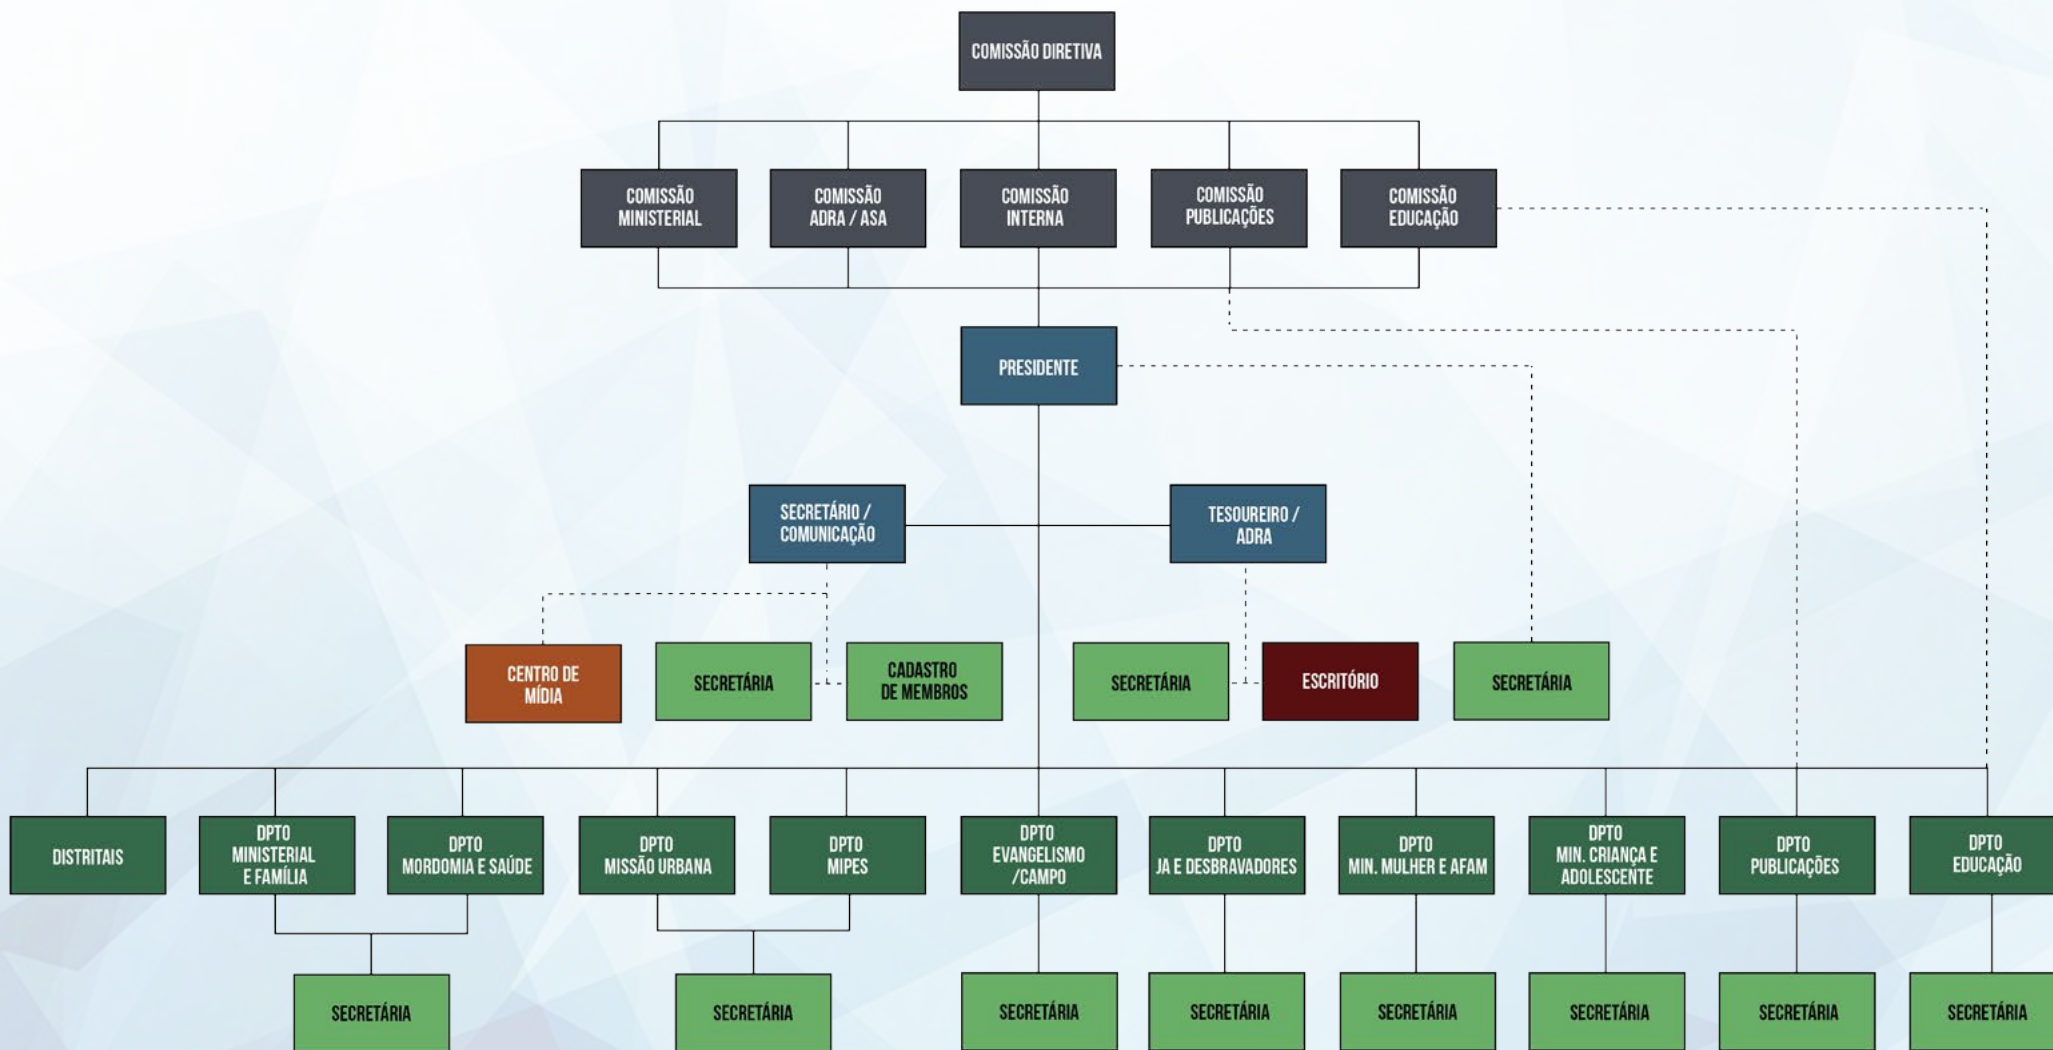 COMISSÃO DIRETIVA
COMISSÃO
MINISTERIAL
COMISSÃO
ADRA / ASA
COMISSÃO
INTERNA
COMISSÃO
PUBLICAÇÕES
COMISSÃO
EDUCAÇÃO
PRESIDENTE
SECRETÁRIO /
COMUNICAÇÃO
TESOUREIRO /
ADRA
CENTRO DE
MÍDIA
SECRETÁRIA
CADASTRO
DE MEMBROS
SECRETÁRIA
ESCRITÓRIO
SECRETÁRIA
DISTRITAIS
DPTO
MINISTERIAL
E FAMÍLIA
DPTO
MORDOMIA E SAÚDE
DPTO
MISSÃO URBANA
DPTO
MIPES
DPTO
EVANGELISMO
/CAMPO
DPTO
JA E DESBRAVADORES
DPTO
MIN. MULHER E AFAM
DPTO
MIN. CRIANÇA E
ADOLESCENTE
DPTO
PUBLICAÇÕES
DPTO
EDUCAÇÃO
SECRETÁRIA
SECRETÁRIA
SECRETÁRIA
SECRETÁRIA
SECRETÁRIA
SECRETÁRIA
SECRETÁRIA
SECRETÁRIA